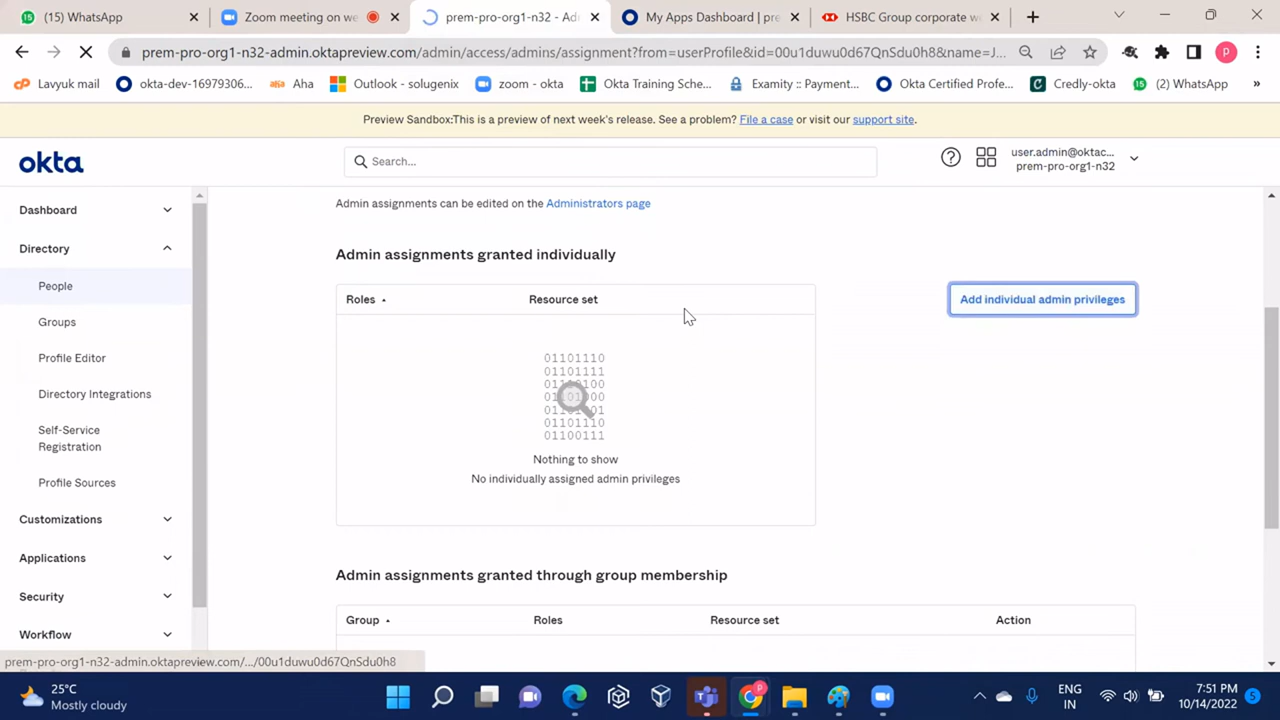 (15) WhatsApp
Zoom meeting on we
prem-pro-org1-n32 - Ad
My Apps Dashboard | pre
HSBC Group corporate w
prem-pro-org1-n32-admin.oktapreview.com/admin/access/admins/assignment?from=userProfile&id=00u1duwu0d67QnSdu0h8&name=J...
P
Lavyuk mail
okta-dev-16979306...
Aha
Outlook - solugenix
zoom - okta
Okta Training Sche...
Examity :: Payment...
Okta Certified Profe...
Credly-okta
(2) WhatsApp
»
Preview Sandbox:This is a preview of next week's release. See a problem? File a case or visit our support site.
okta
Search...
user.admin@oktac...
prem-pro-org1-n32
Dashboard
Directory
People
Groups
Profile Editor
Directory Integrations
Self-Service
Registration
Profile Sources
Customizations
Applications
Security
Workflow
Admin assignments can be edited on the Administrators page
Admin assignments granted individually
Add individual admin privileges
Roles
Resource set
01101110
01101111
01101000
01101001
01101110
01100111
Nothing to show
No individually assigned admin privileges
Admin assignments granted through group membership
Group
Roles
Resource set
Action
prem-pro-org1-n32-admin.oktapreview.com/.../00u1duwu0d67QnSdu0h8
25°C
Mostly cloudy
ENG
IN
7:51 PM
10/14/2022
5